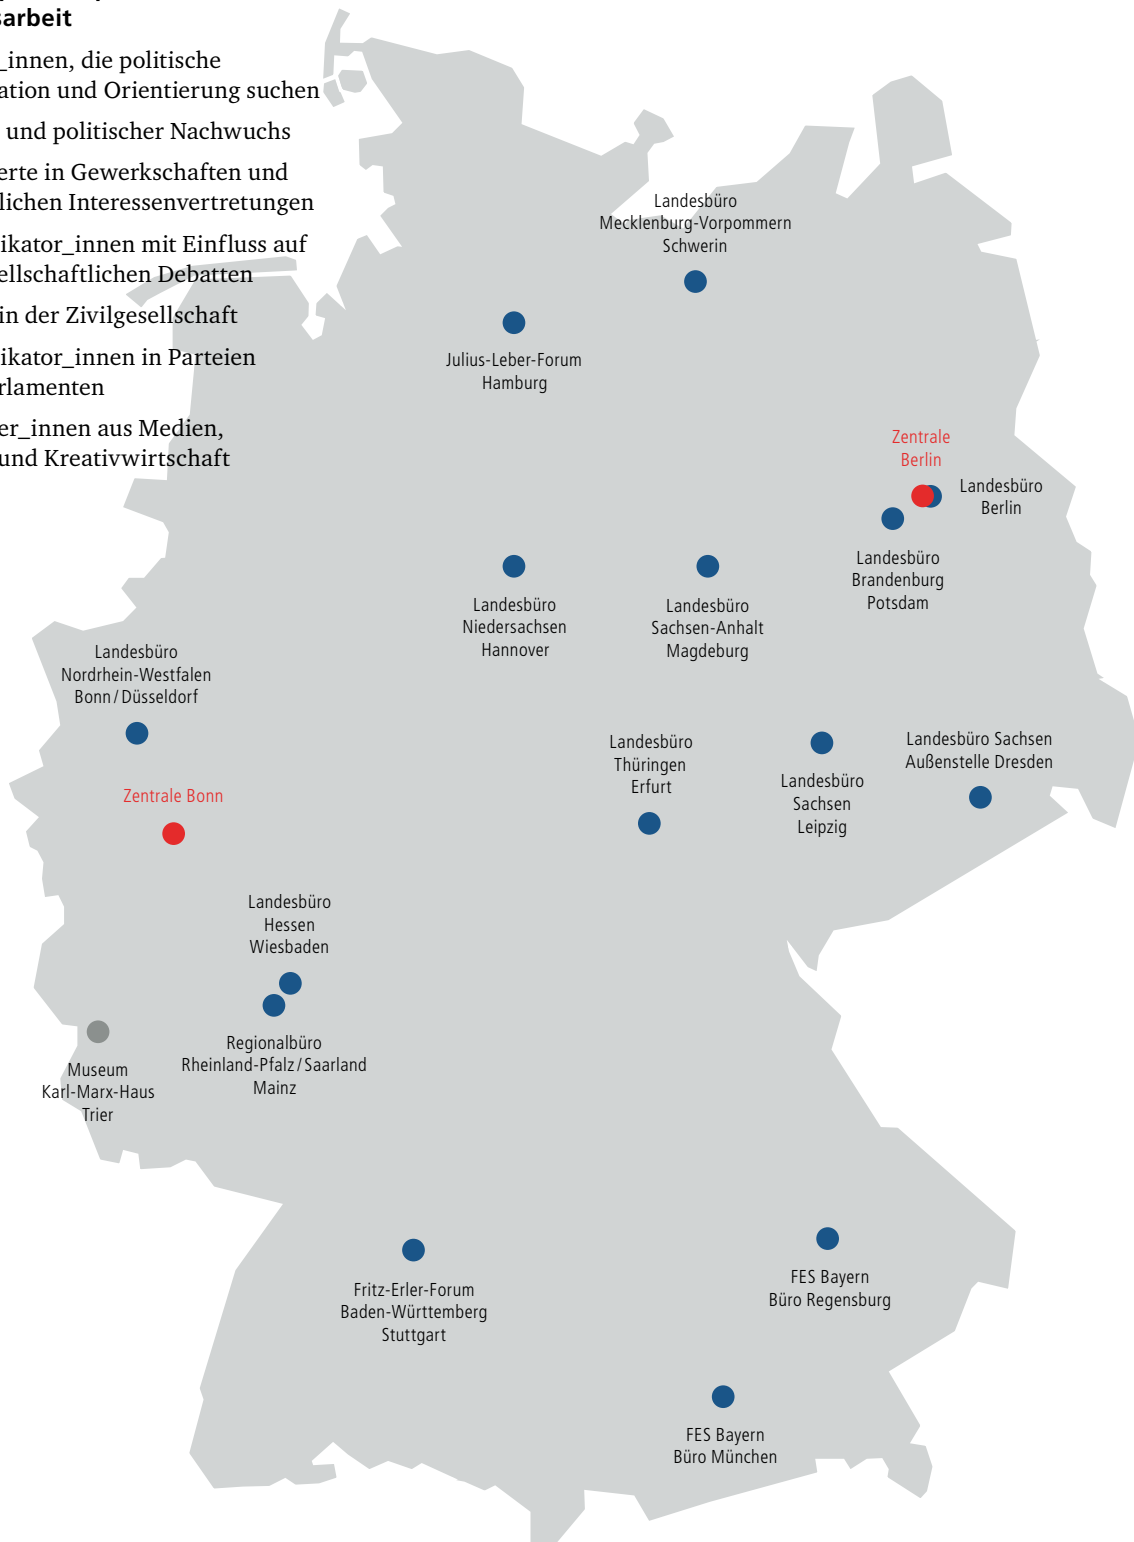 sarbeit
_innen, die politische
ation und Orientierung suchen
und politischer Nachwuchs
erte in Gewerkschaften und
lichen Interessenvertretungen
ikator_innen mit Einfluss auf
ellschaftlichen Debatten
in der Zivilgesellschaft
ikator_innen in Parteien
rlamenten
er_innen aus Medien,
und Kreativwirtschaft
Landesbüro
Mecklenburg-Vorpommern
Schwerin
Julius-Leber-Forum
Hamburg
Zentrale
Berlin
Landesbüro
Berlin
Landesbüro
Brandenburg
Potsdam
Landesbüro
Niedersachsen
Hannover
Landesbüro
Sachsen-Anhalt
Magdeburg
Landesbüro
Nordrhein-Westfalen
Bonn/Düsseldorf
Zentrale Bonn
Landesbüro
Thüringen
Erfurt
Landesbüro
Sachsen
Leipzig
Landesbüro Sachsen
Außenstelle Dresden
Landesbüro
Hessen
Wiesbaden
Regionalbüro
Rheinland-Pfalz/Saarland
Mainz
Museum
Karl-Marx-Haus
Trier
Fritz-Erler-Forum
Baden-Württemberg
Stuttgart
FES Bayern
Büro Regensburg
FES Bayern
Büro München